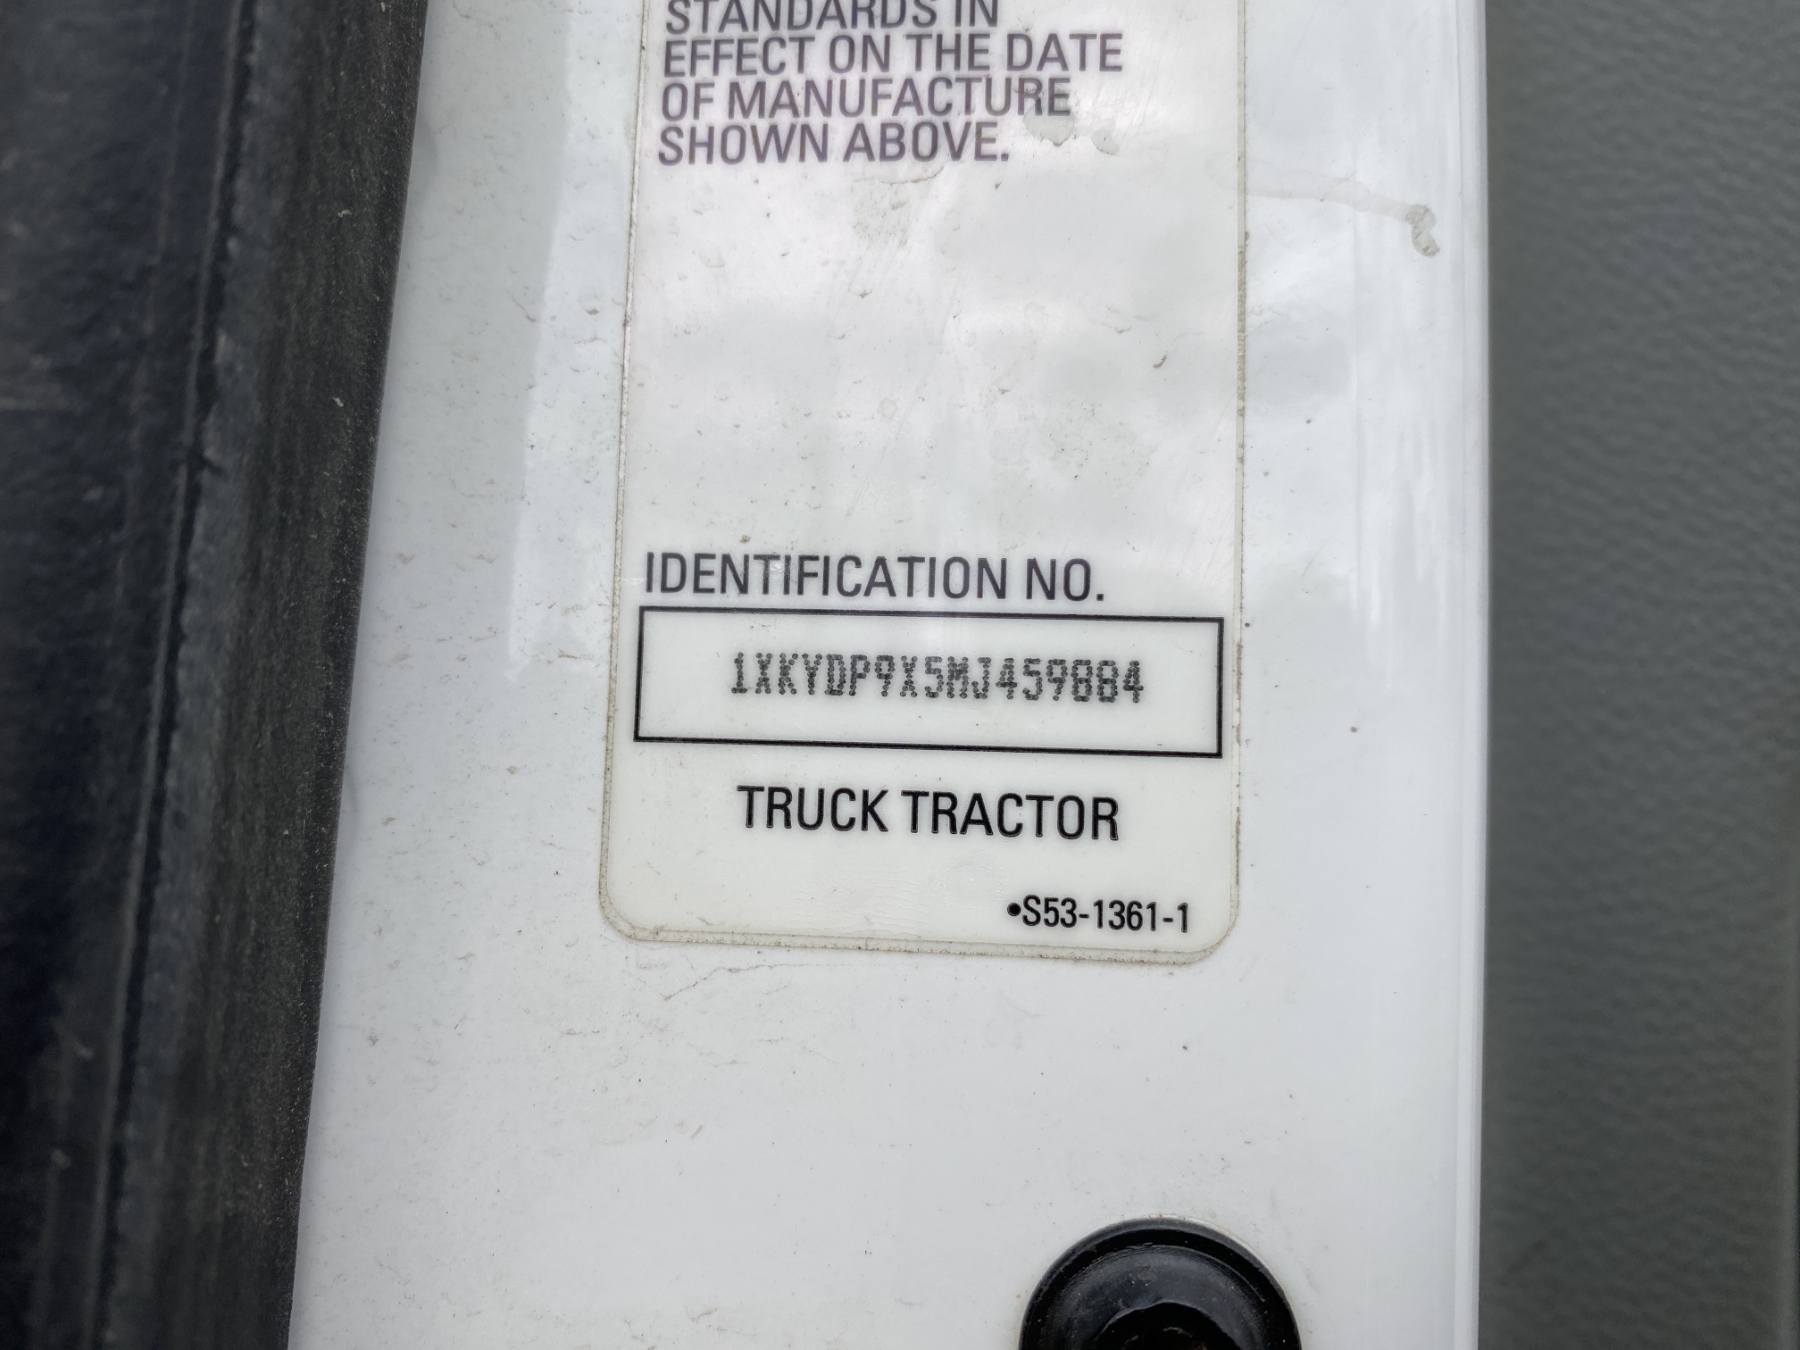 STANDARDS IN
EFFECT ON THE DATE
OF MANUFACTURE
SHOWN ABOVE.
IDENTIFICATION NO.
1XKYDP9X5MJ459884
TRUCK TRACTOR
•S53-1361-1